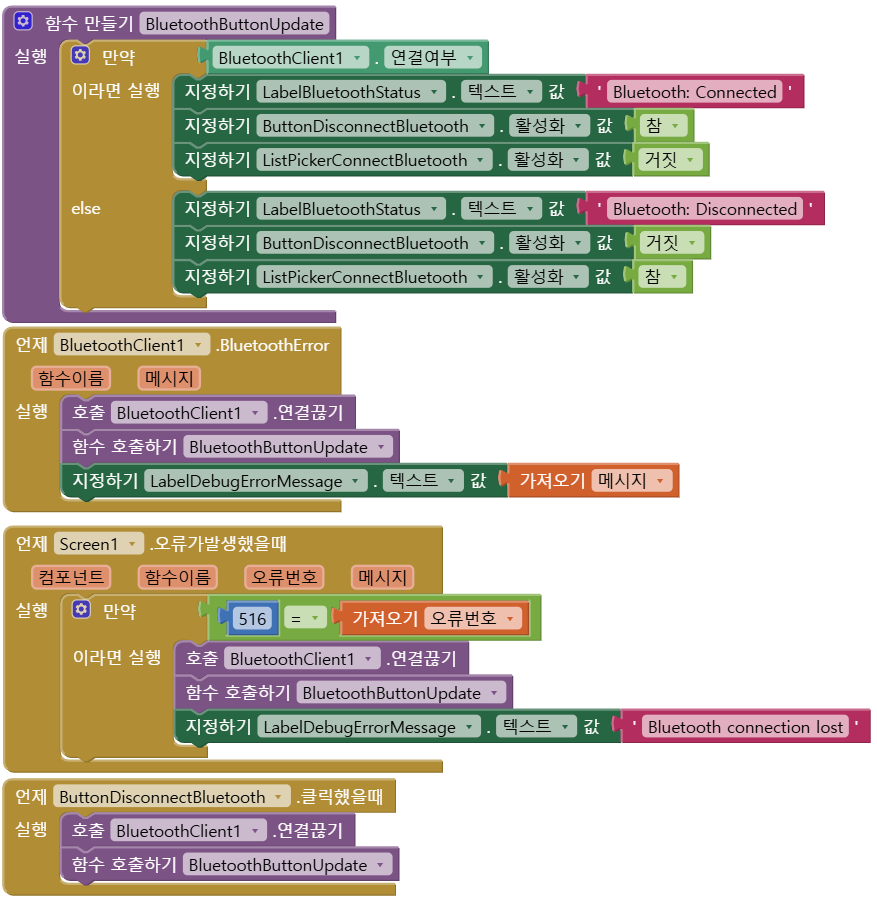 함수 만들기 BluetoothButtonUpdate
실행 만약 BluetoothClient1 . 연결여부
이라면 실행 지정하기 LabelBluetoothStatus . 텍스트 값 ' Bluetooth: Connected '
지정하기 ButtonDisconnectBluetooth . 활성화 값 참
지정하기 ListPickerConnectBluetooth . 활성화 값 거짓
else 지정하기 LabelBluetoothStatus . 텍스트 값 ' Bluetooth: Disconnected '
지정하기 ButtonDisconnectBluetooth . 활성화 값 거짓
지정하기 ListPickerConnectBluetooth . 활성화 값 참
언제 BluetoothClient1 .BluetoothError
함수이름 메시지
실행 호출 BluetoothClient1 .연결끊기
함수 호출하기 BluetoothButtonUpdate
지정하기 LabelDebugErrorMessage . 텍스트 값 가져오기 메시지
언제 Screen1 .오류가발생했을때
컴포넌트 함수이름 오류번호 메시지
실행 만약 516 = 가져오기 오류번호
이라면 실행 호출 BluetoothClient1 .연결끊기
함수 호출하기 BluetoothButtonUpdate
지정하기 LabelDebugErrorMessage . 텍스트 값 ' Bluetooth connection lost '
언제 ButtonDisconnectBluetooth .클릭했을때
실행 호출 BluetoothClient1 .연결끊기
함수 호출하기 BluetoothButtonUpdate